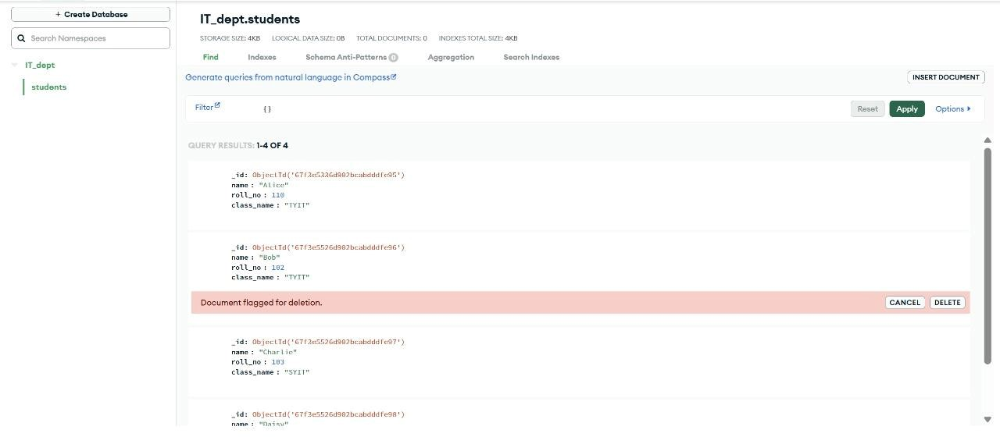 + Create Database
Search Namespaces
IT_dept
students
IT_dept.students
STORAGE SIZE: 4KB LOGICAL DATA SIZE: 0B TOTAL DOCUMENTS: 0 INDEXES TOTAL SIZE: 4KB
Find Indexes Schema Anti-Patterns 0 Aggregation Search Indexes
Generate queries from natural language in Compass
INSERT DOCUMENT
Filter {} Reset Apply Options
QUERY RESULTS: 1-4 OF 4
_id: ObjectId('67f3e5336d902bcabdddfe95')
name : "Alice"
roll_no : 110
class_name : "TYIT"
_id: ObjectId('67f3e5526d902bcabdddfe96')
name : "Bob"
roll_no : 102
class_name : "TYIT"
Document flagged for deletion. CANCEL DELETE
_id: ObjectId('67f3e5526d902bcabdddfe97')
name : "Charlie"
roll_no : 103
class_name : "SYIT"
_id: ObjectId('67f3e5526d902bcabdddfe98')
name : "Daisy"